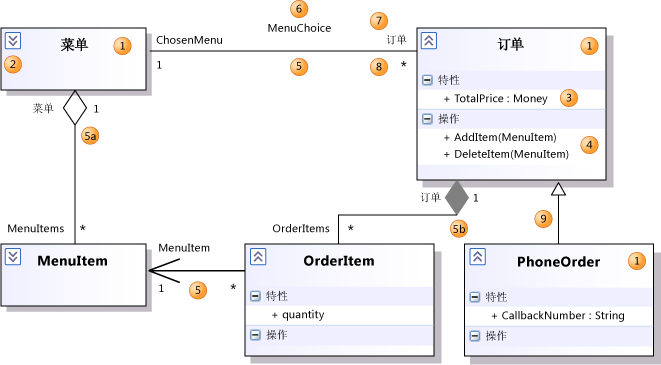 6
MenuChoice
7
菜单 1
2
ChosenMenu
1
5
订单
8 *
订单 1
特性
+ TotalPrice : Money 3
操作
+ AddItem(MenuItem)
+ DeleteItem(MenuItem)
4
菜单 1
5a
MenuItems *
订单 1
5b
OrderItems *
9
MenuItem
MenuItem
1
5
*
OrderItem
特性
+ quantity
操作
PhoneOrder 1
特性
+ CallbackNumber : String
操作